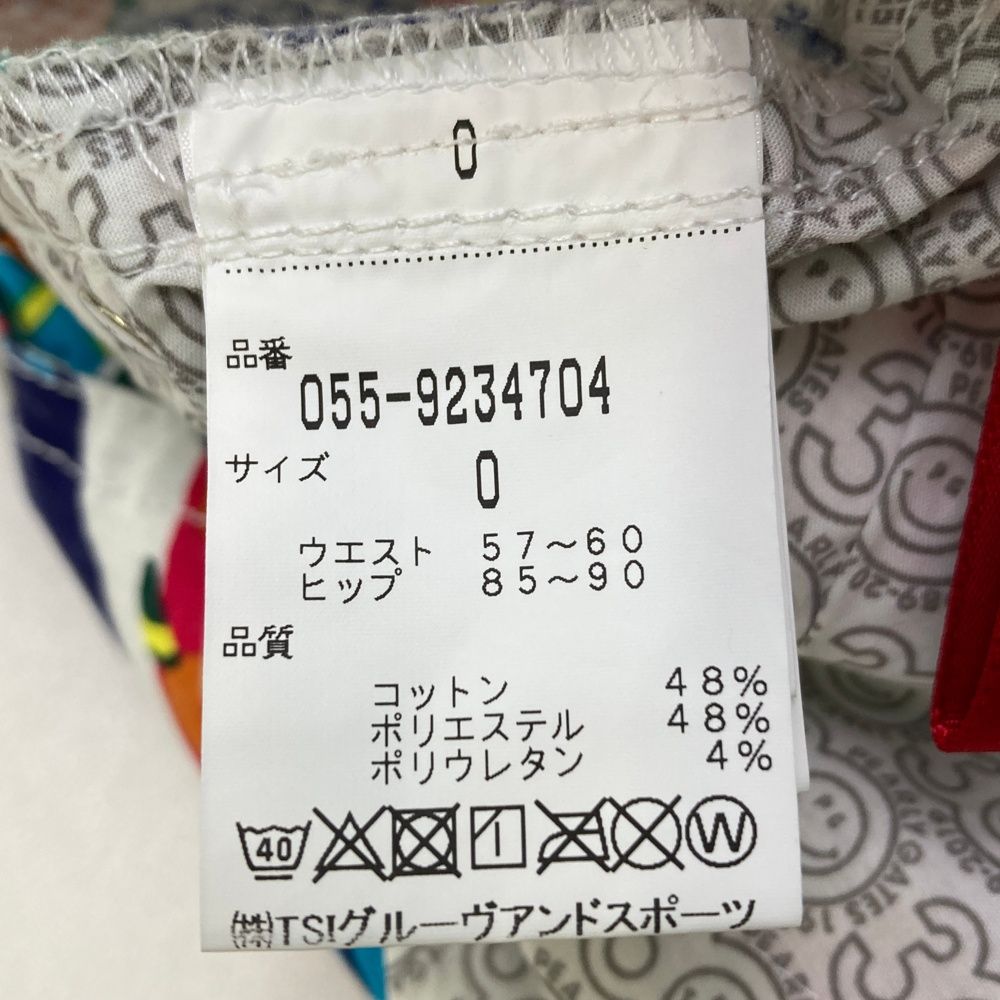 0
品番
055-9234704
サイズ 0
ウエスト 57～60
ヒップ 85～90
品質
コットン 48%
ポリエステル 48%
ポリウレタン 4%
40 W
㈱TSIグルーヴアンドスポーツ
PEARLY GATES